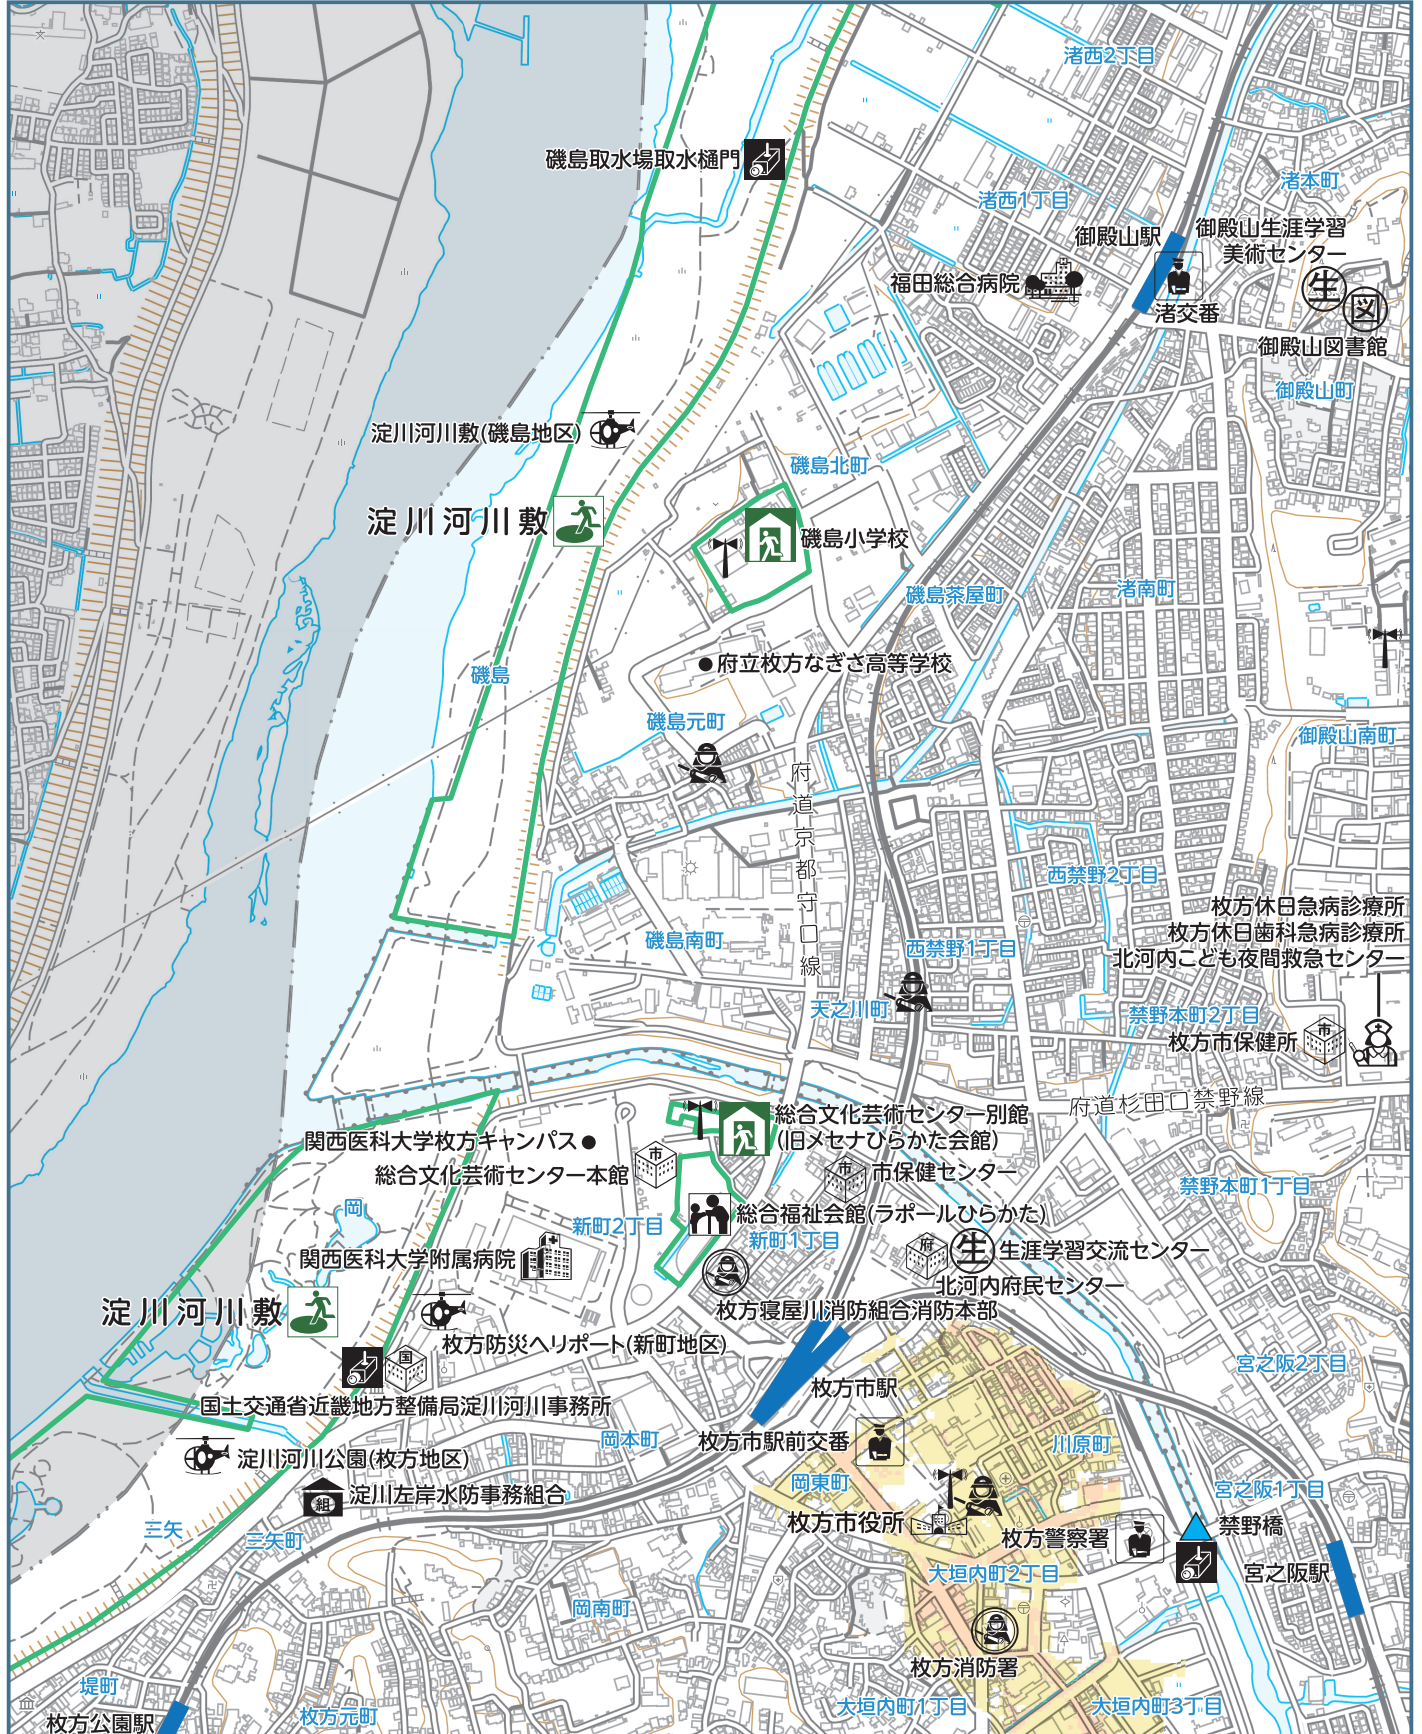 渚西2丁目
磯島取水場取水樋門
渚本町
渚西1丁目
御殿山駅
御殿山生涯学習
美術センター
福田総合病院
生
図
渚交番
御殿山図書館
御殿山町
淀川河川敷(磯島地区)
磯島北町
淀川河川敷
磯島小学校
磯島茶屋町
渚南町
府立枚方なぎさ高等学校
磯島
磯島元町
御殿山南町
府道京都守口線
西禁野2丁目
枚方休日急病診療所
枚方休日歯科急病診療所
北河内こども夜間救急センター
磯島南町
西禁野1丁目
天之川町
禁野本町2丁目
枚方市保健所
市
府道杉田口禁野線
総合文化芸術センター別館
(旧メセナひらかた会館)
関西医科大学枚方キャンパス
総合文化芸術センター本館
市
市
市保健センター
禁野本町1丁目
岡
新町2丁目
総合福祉会館(ラポールひらかた)
新町1丁目
関西医科大学附属病院
府
生
生涯学習交流センター
北河内府民センター
淀川河川敷
枚方寝屋川消防組合消防本部
枚方防災ヘリポート(新町地区)
国
宮之阪2丁目
枚方市駅
国土交通省近畿地方整備局淀川河川事務所
岡本町
枚方市駅前交番
川原町
淀川河川公園(枚方地区)
岡東町
宮之阪1丁目
組
淀川左岸水防事務組合
三矢
三矢町
枚方市役所
枚方警察署
禁野橋
大垣内町2丁目
宮之阪駅
岡南町
枚方消防署
堤町
枚方公園駅
枚方元町
大垣内町1丁目
大垣内町3丁目